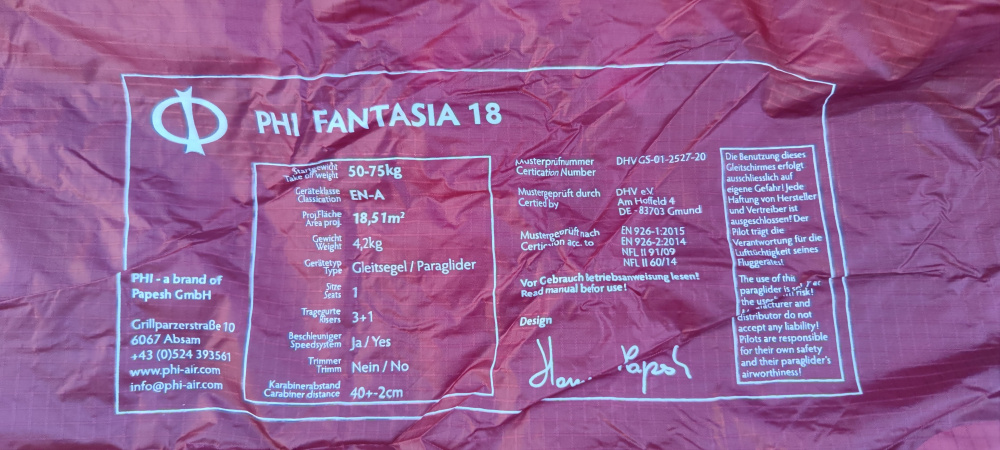 PHI FANTASIA 18
PHI - a brand of
Papesh GmbH
Grillparzerstraße 10
6067 Absam
+43 (0)524 393561
www.phi-air.com
info@phi-air.com
Startgewicht
Take off weight 50-75kg
Geräteklasse
Classication EN-A
Proj.Fläche
Area proj. 18,51m²
Gewicht
Weight 4,2kg
Gerätetyp
Type Gleitsegel / Paraglider
Sitze
Seats 1
Tragegurte
Risers 3+1
Beschleuniger
Speedsystem Ja / Yes
Trimmer
Trimm Nein / No
Karabinerabstand
Carabiner distance 40+-2cm
Musterprüfnummer
Certication Number DHV GS-01-2527-20
Mustergeprüft durch
Certied by
DHV e.V.
Am Hoffeld 4
DE - 83703 Gmund
Mustergeprüft nach
acc. to
EN 926-1:2015
EN 926-2:2014
NFL II 91/09
NFL II 60/14
Vor Gebrauch letriebsanweisung lesen!
Read manual befor use!
Design
Papesh
Die Benutzung dieses
Gleitschirmes erfolgt
ausschliesslich auf
eigene Gefahr! Jede
Haftung von Hersteller
und Vertreiber ist
ausgeschlossen! Der
Pilot trägt die
Verantwortung für die
Lufttüchtigkeit seines
Fluggerätes!
The use of this
paraglider is
the risk!
and
distributor do not
accept any liability!
Pilots are responsible
for their own safety
and their paraglider's
airworthiness!